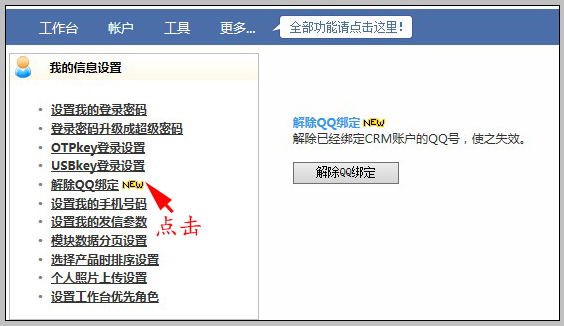 工作台 帐户 工具 更多... 全部功能请点击这里！
我的信息设置
设置我的登录密码
登录密码升级成超级密码
OTPkey登录设置
USBkey登录设置
解除QQ绑定 NEW
设置我的手机号码
设置我的发信参数
模块数据分页设置
选择产品时排序设置
个人照片上传设置
设置工作台优先角色
点击
解除QQ绑定 NEW
解除已经绑定CRM账户的QQ号，使之失效。
解除QQ绑定